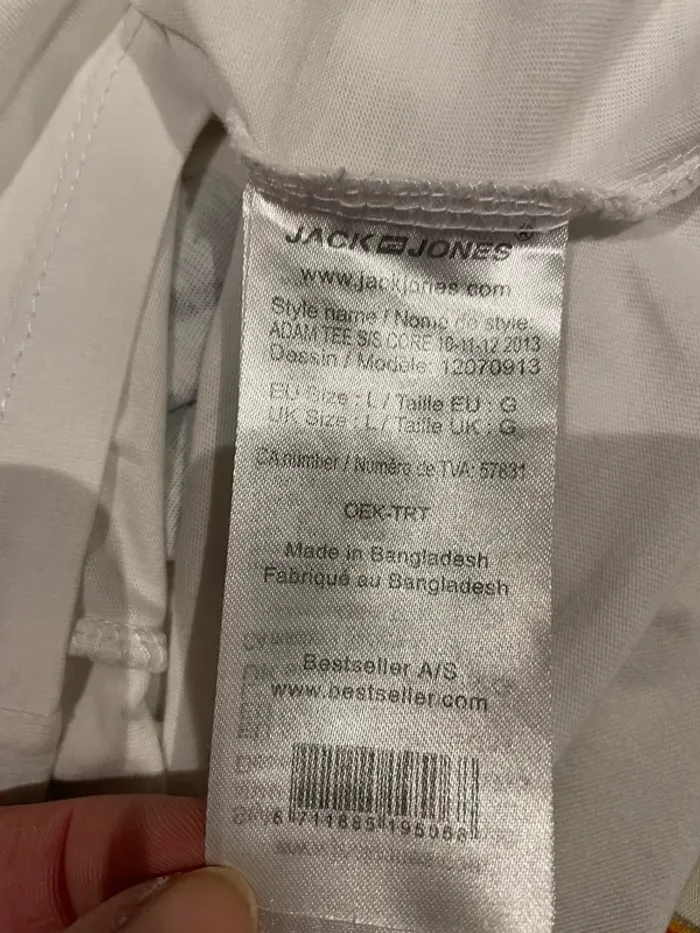 JACK & JONES®
www.jackjones.com
Style name / Nome de style:
ADAM TEE S/S CORE 10-11-12 2013
Dessin / Modèle: 12070913
EU Size : L / Taille EU : G
UK Size : L / Taille UK : G
CA number / Numéro de TVA: 57831
OEK-TRT
Made in Bangladesh
Fabriqué au Bangladesh
Bestseller A/S
www.bestseller.com